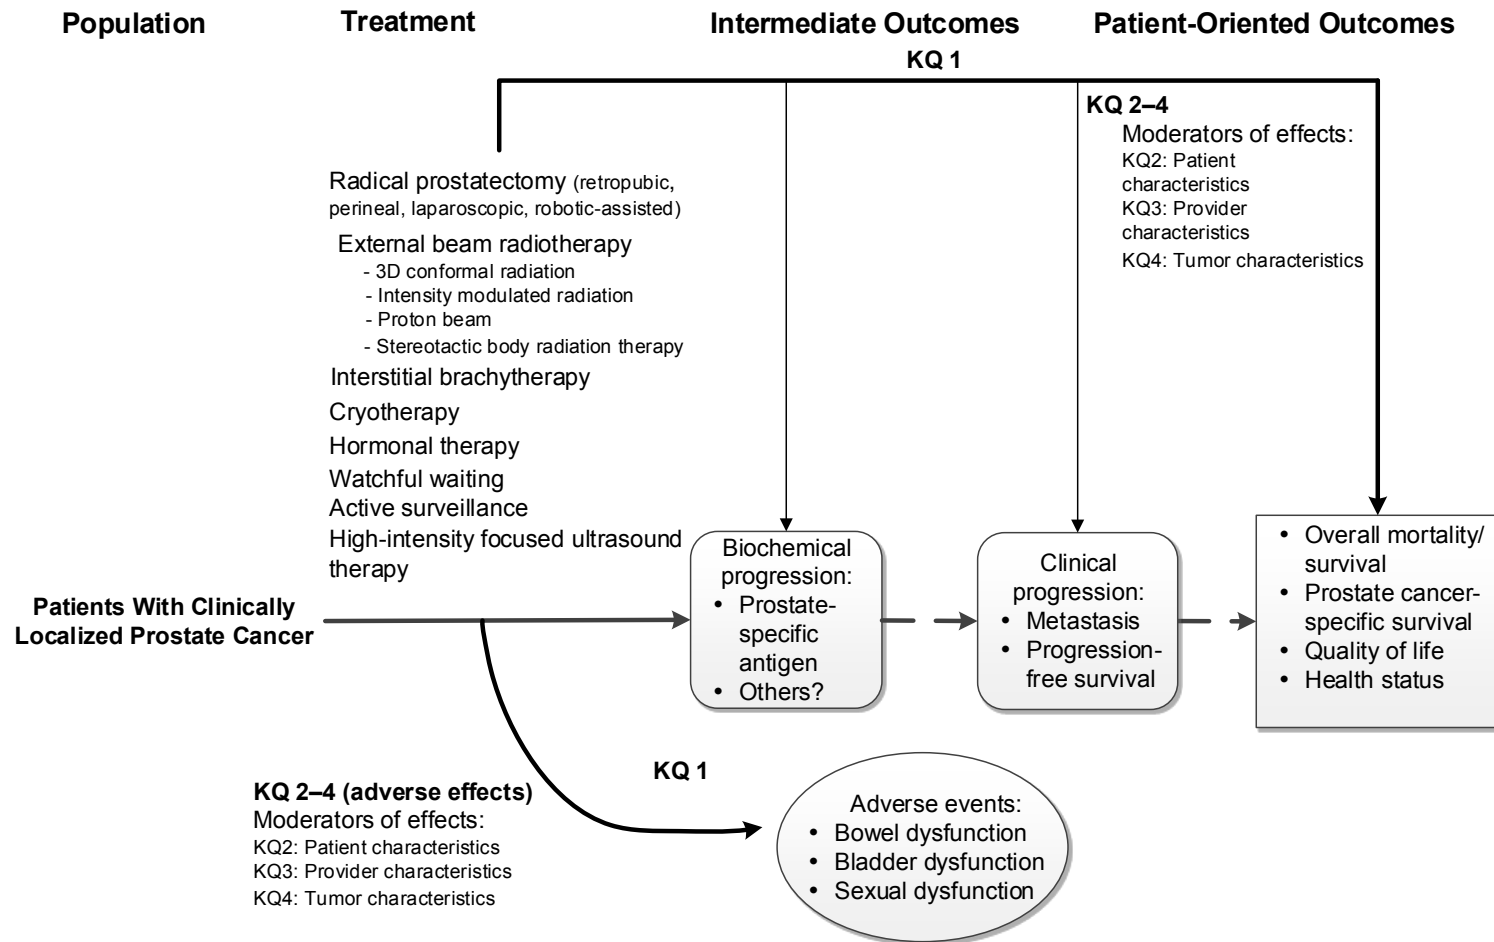 Population
Treatment
Intermediate Outcomes
Patient-Oriented Outcomes
KQ 1
KQ 2–4
Moderators of effects:
KQ2: Patient
characteristics
KQ3: Provider
characteristics
KQ4: Tumor characteristics
Radical prostatectomy (retropubic,
perineal, laparoscopic, robotic-assisted)
External beam radiotherapy
- 3D conformal radiation
- Intensity modulated radiation
- Proton beam
- Stereotactic body radiation therapy
Interstitial brachytherapy
Cryotherapy
Hormonal therapy
Watchful waiting
Active surveillance
High-intensity focused ultrasound
therapy
Patients With Clinically
Localized Prostate Cancer
Biochemical
progression:
• Prostate-
specific
antigen
• Others?
Clinical
progression:
• Metastasis
• Progression-
free survival
• Overall mortality/
survival
• Prostate cancer-
specific survival
• Quality of life
• Health status
KQ 1
KQ 2–4 (adverse effects)
Moderators of effects:
KQ2: Patient characteristics
KQ3: Provider characteristics
KQ4: Tumor characteristics
Adverse events:
• Bowel dysfunction
• Bladder dysfunction
• Sexual dysfunction